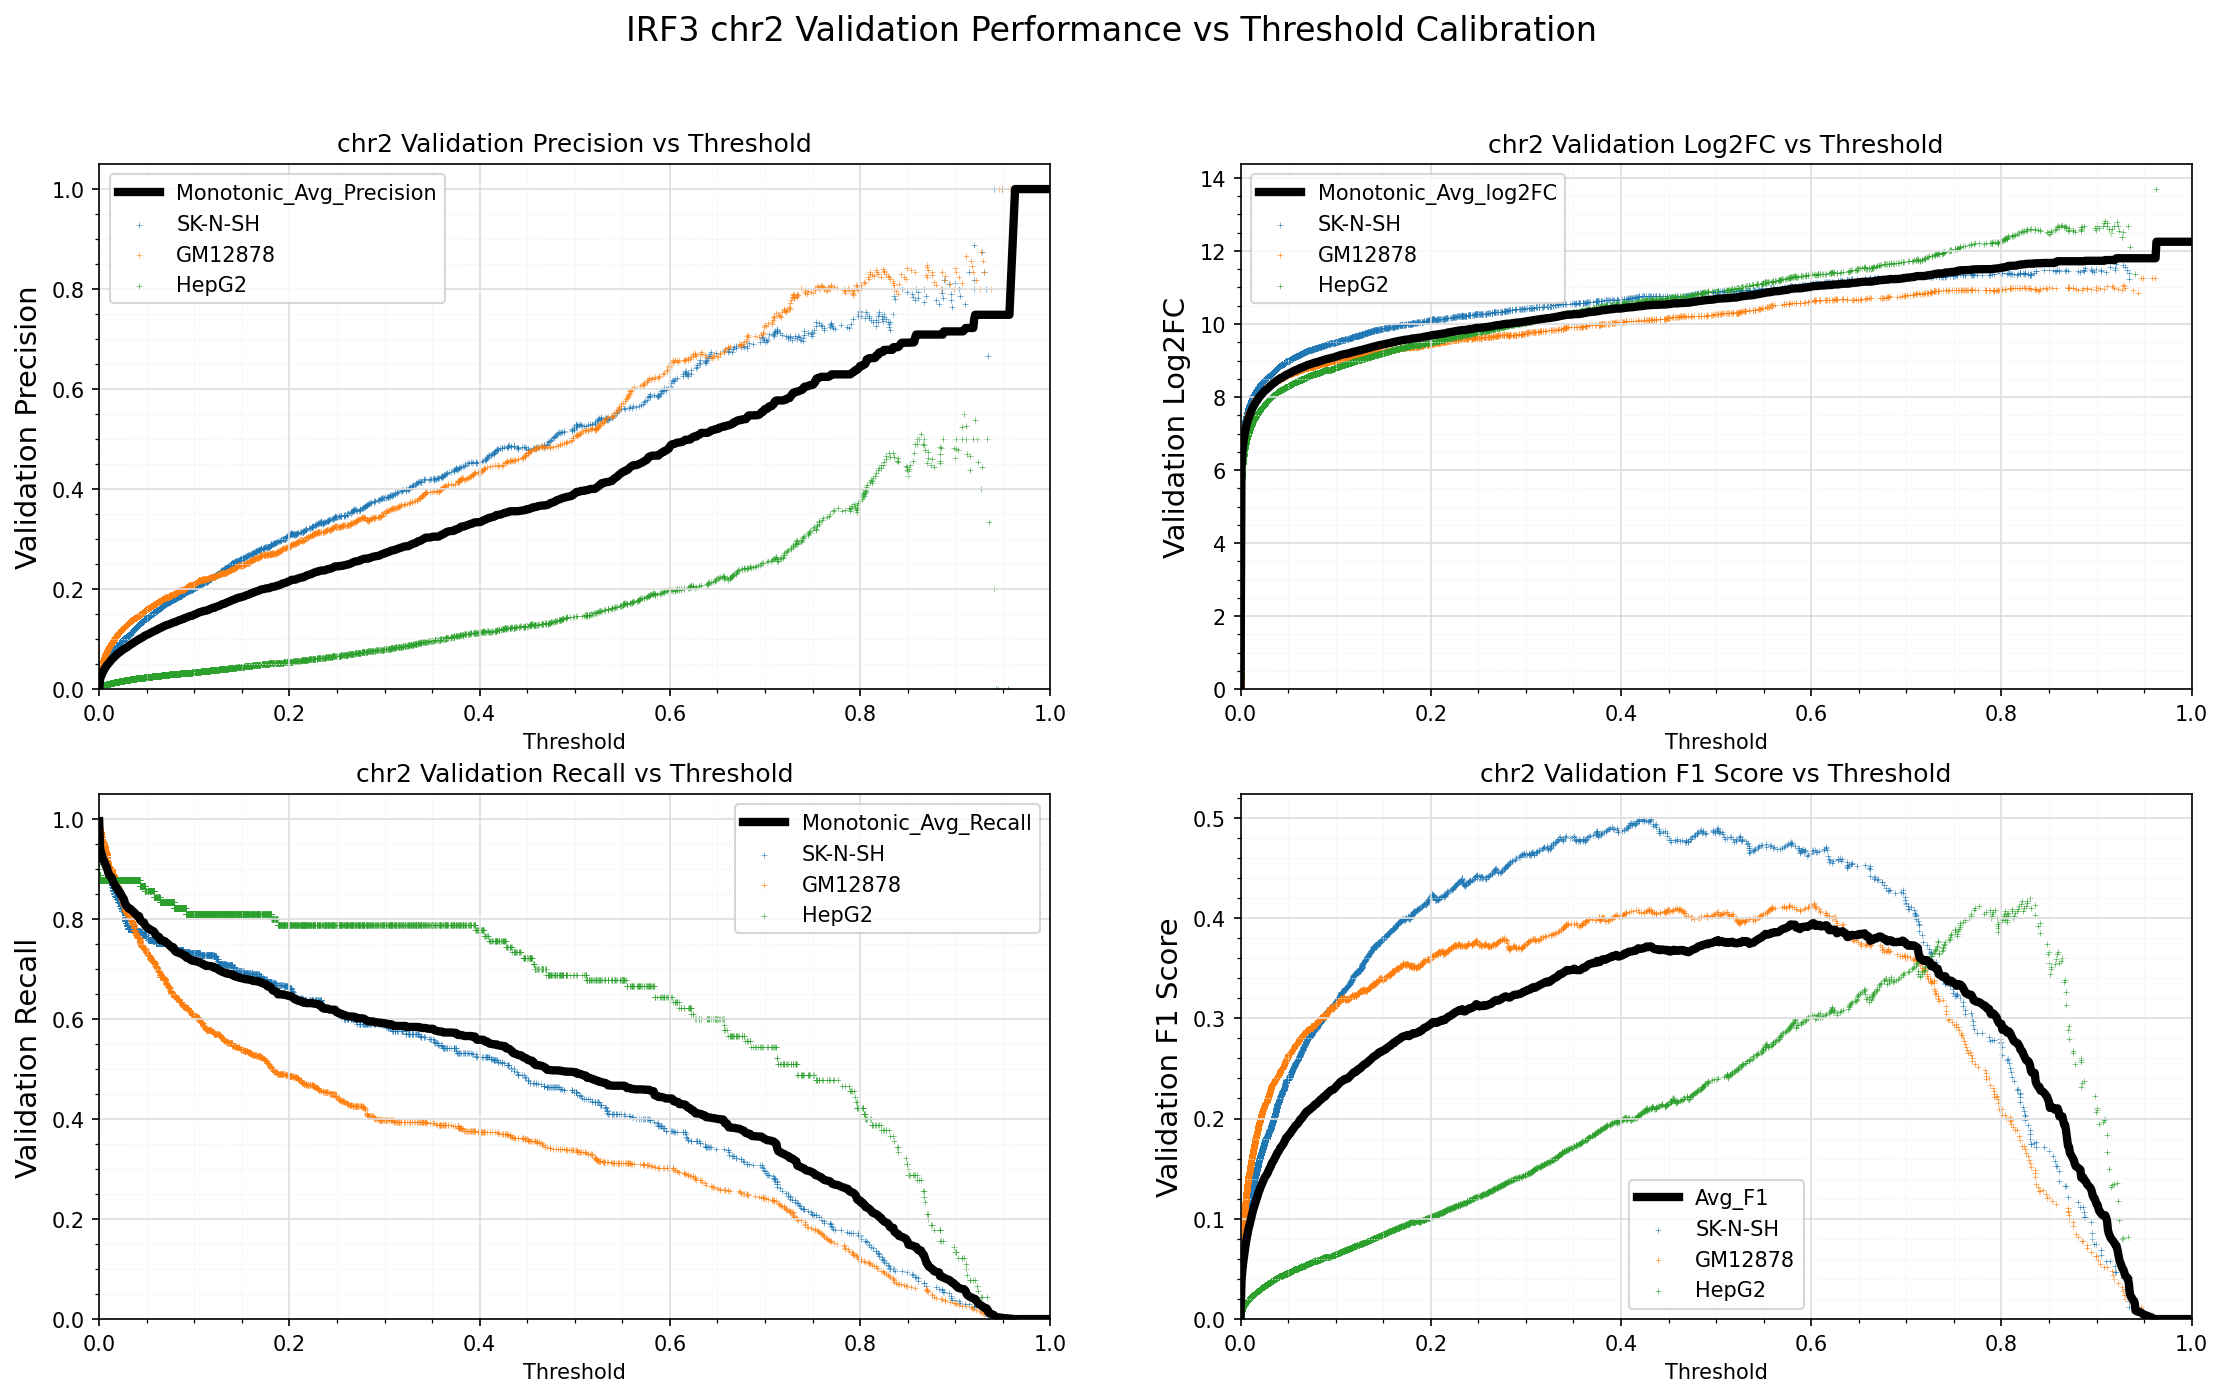 IRF3 chr2 Validation Performance vs Threshold Calibration
chr2 Validation Precision vs Threshold
Validation Precision
1.0
0.8
0.6
0.4
0.2
0.0
Monotonic_Avg_Precision
SK-N-SH
GM12878
HepG2
0.0 0.2 0.4 0.6 0.8 1.0
Threshold
chr2 Validation Log2FC vs Threshold
Validation Log2FC
14
12
10
8
6
4
2
0
Monotonic_Avg_log2FC
SK-N-SH
GM12878
HepG2
0.0 0.2 0.4 0.6 0.8 1.0
Threshold
chr2 Validation Recall vs Threshold
Validation Recall
1.0
0.8
0.6
0.4
0.2
0.0
Monotonic_Avg_Recall
SK-N-SH
GM12878
HepG2
0.0 0.2 0.4 0.6 0.8 1.0
Threshold
chr2 Validation F1 Score vs Threshold
Validation F1 Score
0.5
0.4
0.3
0.2
0.1
0.0
Avg_F1
SK-N-SH
GM12878
HepG2
0.0 0.2 0.4 0.6 0.8 1.0
Threshold